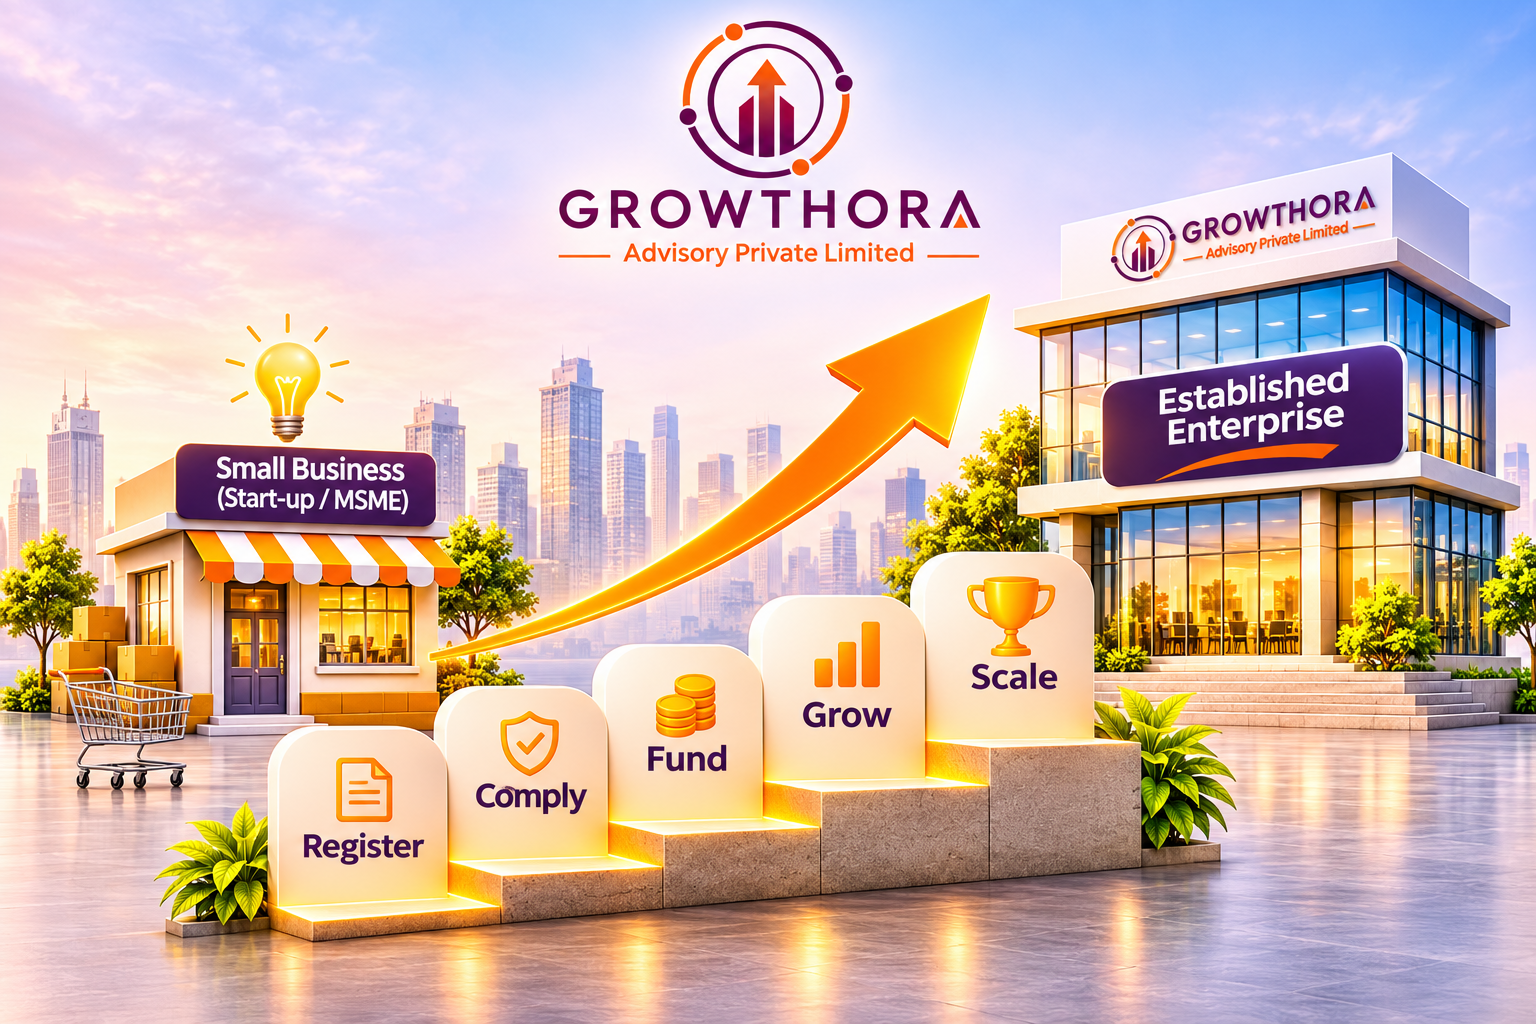 GROWTHORA
Advisory Private Limited
GROWTHORA
Advisory Private Limited
Established
Enterprise
Small Business
(Start-up / MSME)
Register
Comply
Fund
Grow
Scale